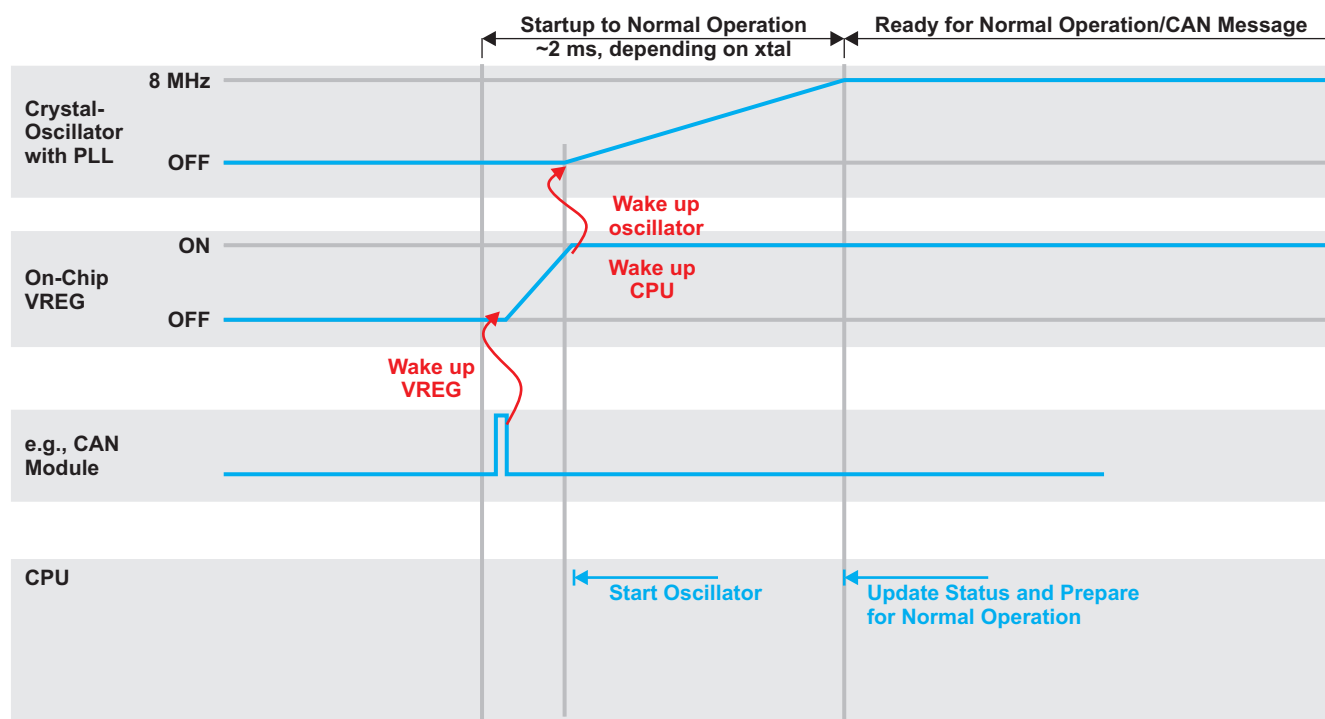 Startup to Normal Operation
~2 ms, depending on xtal
Ready for Normal Operation/CAN Message
Crystal-
Oscillator
with PLL
8 MHz
OFF
Wake up
oscillator
On-Chip
VREG
ON
OFF
Wake up
CPU
Wake up
VREG
e.g., CAN
Module
CPU
Start Oscillator
Update Status and Prepare
for Normal Operation